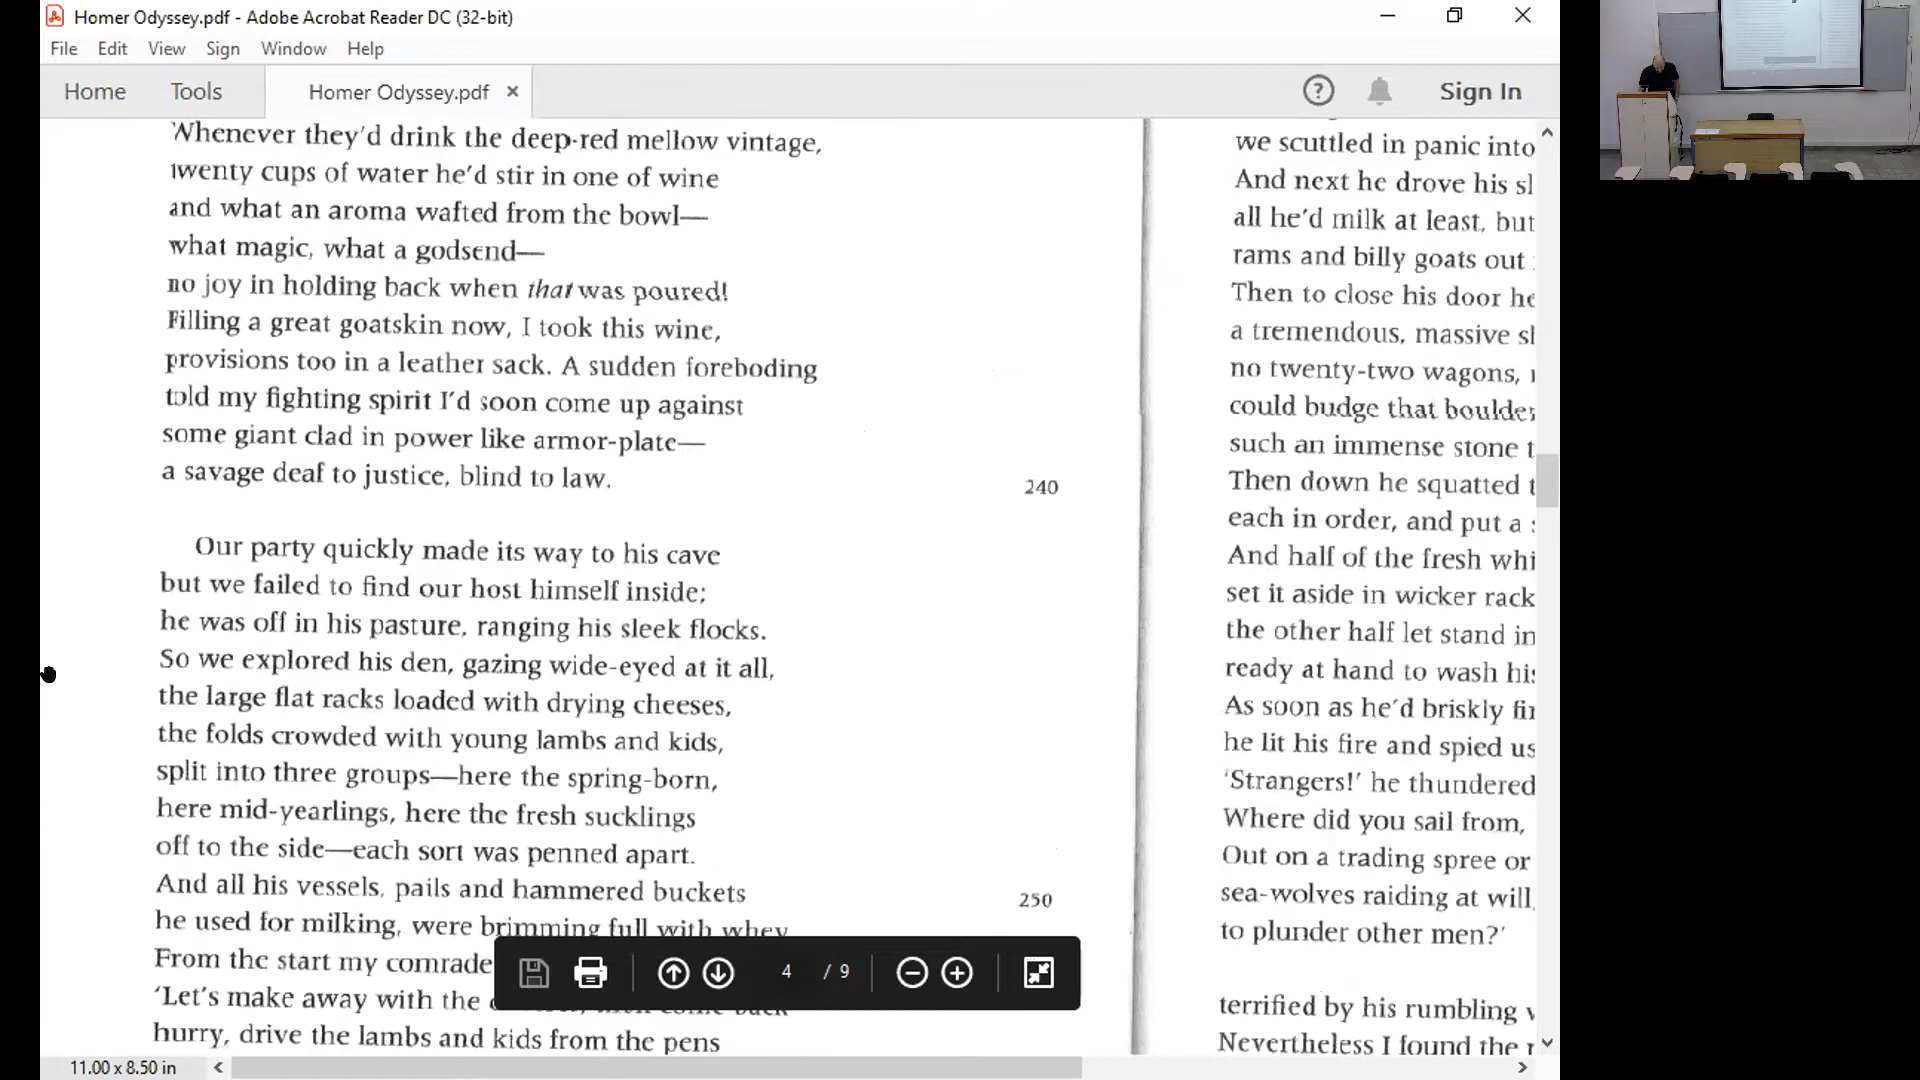 Homer Odyssey.pdf - Adobe Acrobat Reader DC (32-bit)
File Edit View Sign Window Help
Home Tools Homer Odyssey.pdf × ? Sign In
Whenever they'd drink the deep-red mellow vintage,
twenty cups of water he'd stir in one of wine
and what an aroma wafted from the bowl—
what magic, what a godsend—
no joy in holding back when that was poured!
Filling a great goatskin now, I took this wine,
provisions too in a leather sack. A sudden foreboding
told my fighting spirit I'd soon come up against
some giant clad in power like armor-plate—
a savage deaf to justice, blind to law.
240
Our party quickly made its way to his cave
but we failed to find our host himself inside;
he was off in his pasture, ranging his sleek flocks.
So we explored his den, gazing wide-eyed at it all,
the large flat racks loaded with drying cheeses,
the folds crowded with young lambs and kids,
split into three groups—here the spring-born,
here mid-yearlings, here the fresh sucklings
off to the side—each sort was penned apart.
And all his vessels, pails and hammered buckets
250
he used for milking, were brimming full with whey
From the start my comrade
'Let's make away with the
hurry, drive the lambs and kids from the pens
we scuttled in panic into
And next he drove his
all he'd milk at least, but
rams and billy goats out
Then to close his door he
a tremendous, massive
no twenty-two wagons,
could budge that boulder
such an immense stone
Then down he squatted
each in order, and put a
And half of the fresh whi
set it aside in wicker rack
the other half let stand in
ready at hand to wash his
As soon as he'd briskly fi
he lit his fire and spied us
'Strangers!' he thundered
Where did you sail from,
Out on a trading spree or
sea-wolves raiding at will,
to plunder other men?'
terrified by his rumbling
Nevertheless I found the
4 / 9
11.00 x 8.50 in